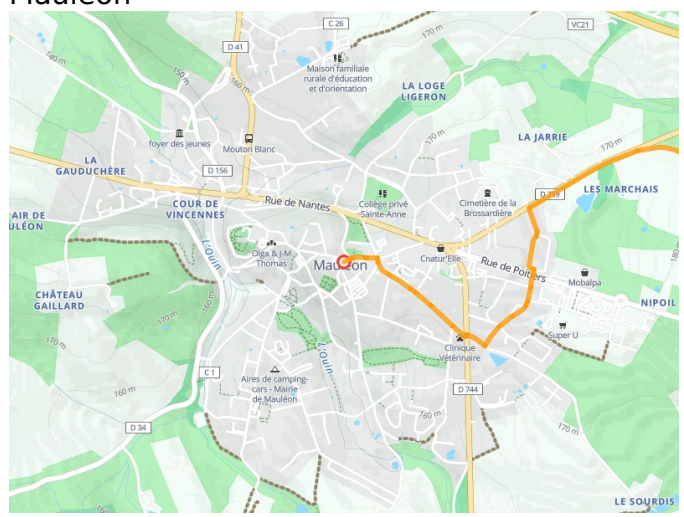 Mauléon
C 26
VC21
170 m
D 41
Maison familiale
rurale d'éducation
et d'orientation
150 m
160 m
LA LOGE
LIGERON
170 m
LA JARRIE
170 m
foyer des jeunes
Mouton Blanc
LA
GAUDUCHÈRE
D 156
Collège privé
Sainte-Anne
Cimetière de la
Brossardière
D 759
LES MARCHAIS
COUR DE
VINCENNES
Rue de Nantes
AIR DE
ULÉON
L'Ouin
Olga & J-M
Thomas
Mauléon
Cnatur'Elle
Rue de Poitiers
Mobalpa
CHÂTEAU
GAILLARD
160 m
NIPOIL
Super U
L'Ouin
Clinique
Vétérinaire
C 1
Aires de camping-
cars - Mairie
de Mauléon
D 744
160 m
160 m
D 34
170 m
LE SOURDIS